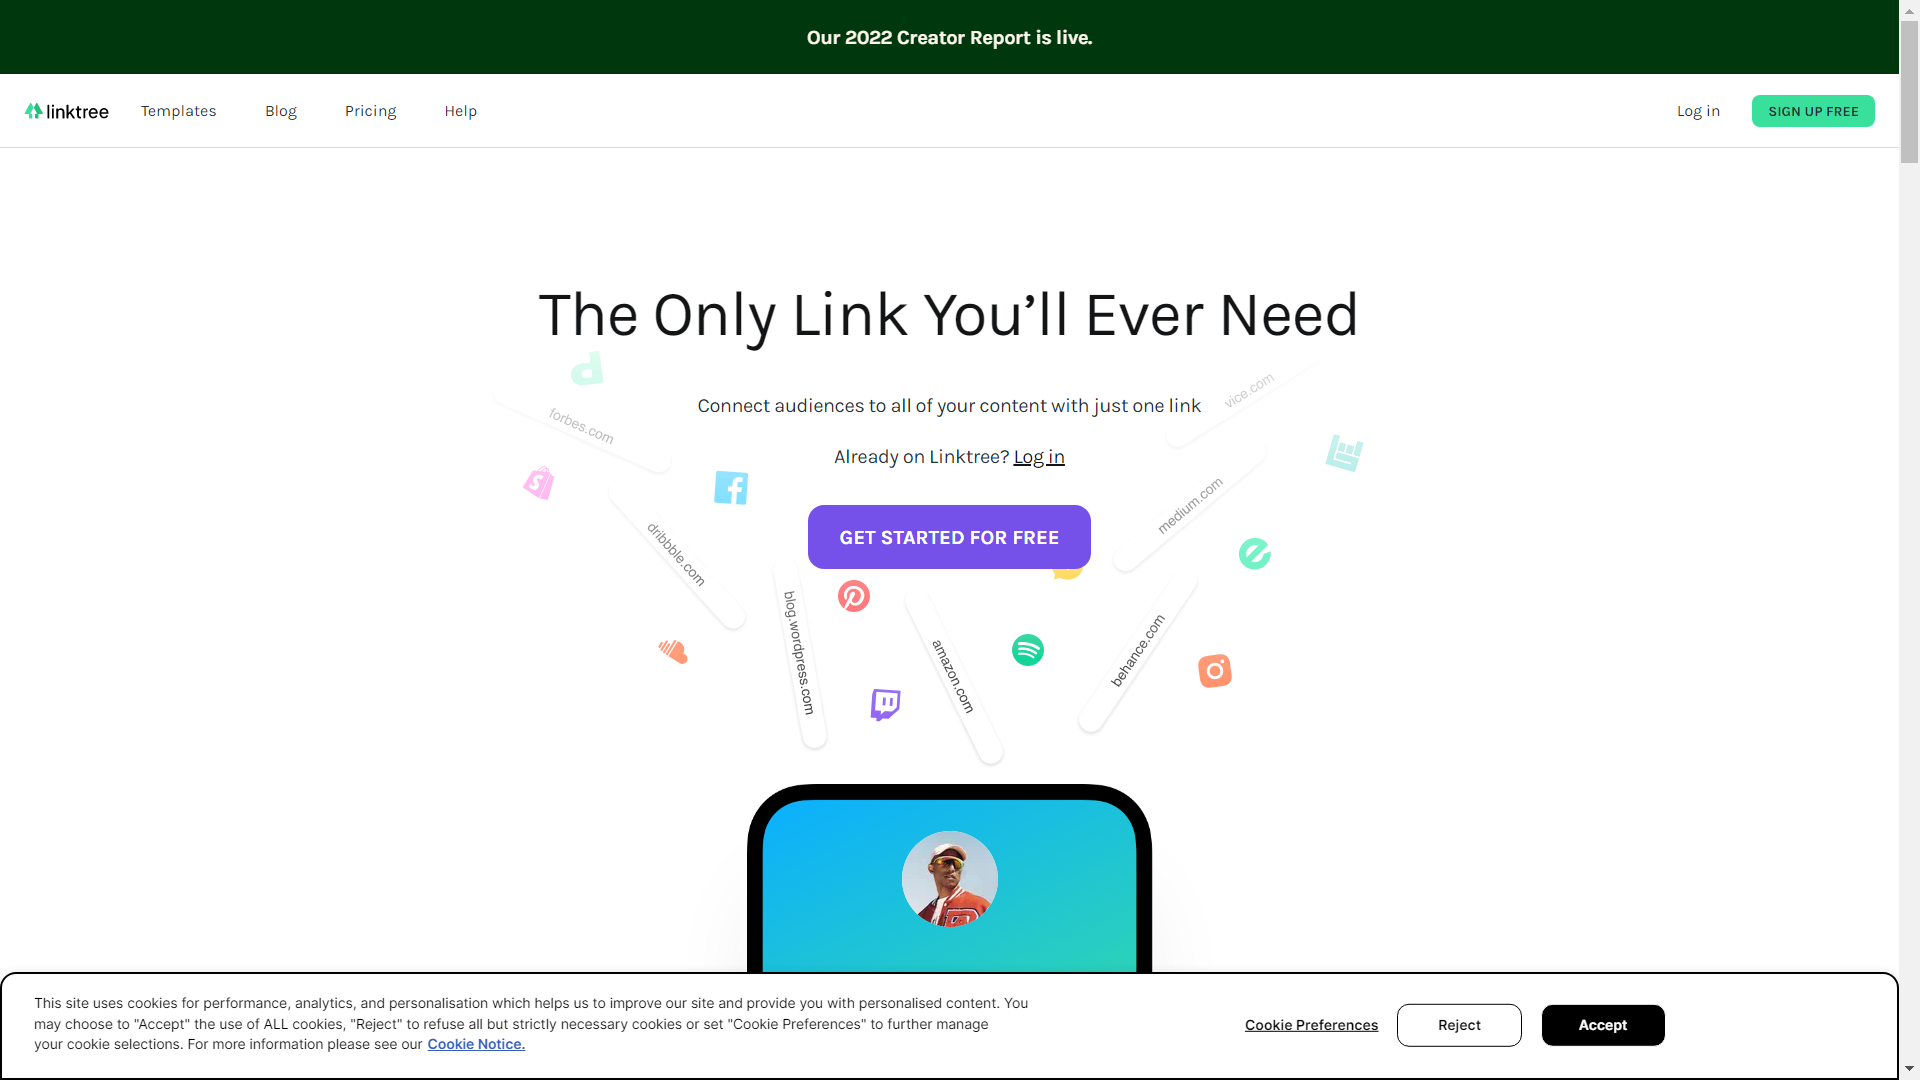 Our 2022 Creator Report is live.
linktree
Templates
Blog
Pricing
Help
Log in
SIGN UP FREE
The Only Link You’ll Ever Need
Connect audiences to all of your content with just one link
Already on Linktree? Log in
GET STARTED FOR FREE
forbes.com
vice.com
dribbble.com
medium.com
blog.wordpress.com
amazon.com
behance.com
This site uses cookies for performance, analytics, and personalisation which helps us to improve our site and provide you with personalised content. You
may choose to "Accept" the use of ALL cookies, "Reject" to refuse all but strictly necessary cookies or set "Cookie Preferences" to further manage
your cookie selections. For more information please see our Cookie Notice.
Cookie Preferences
Reject
Accept